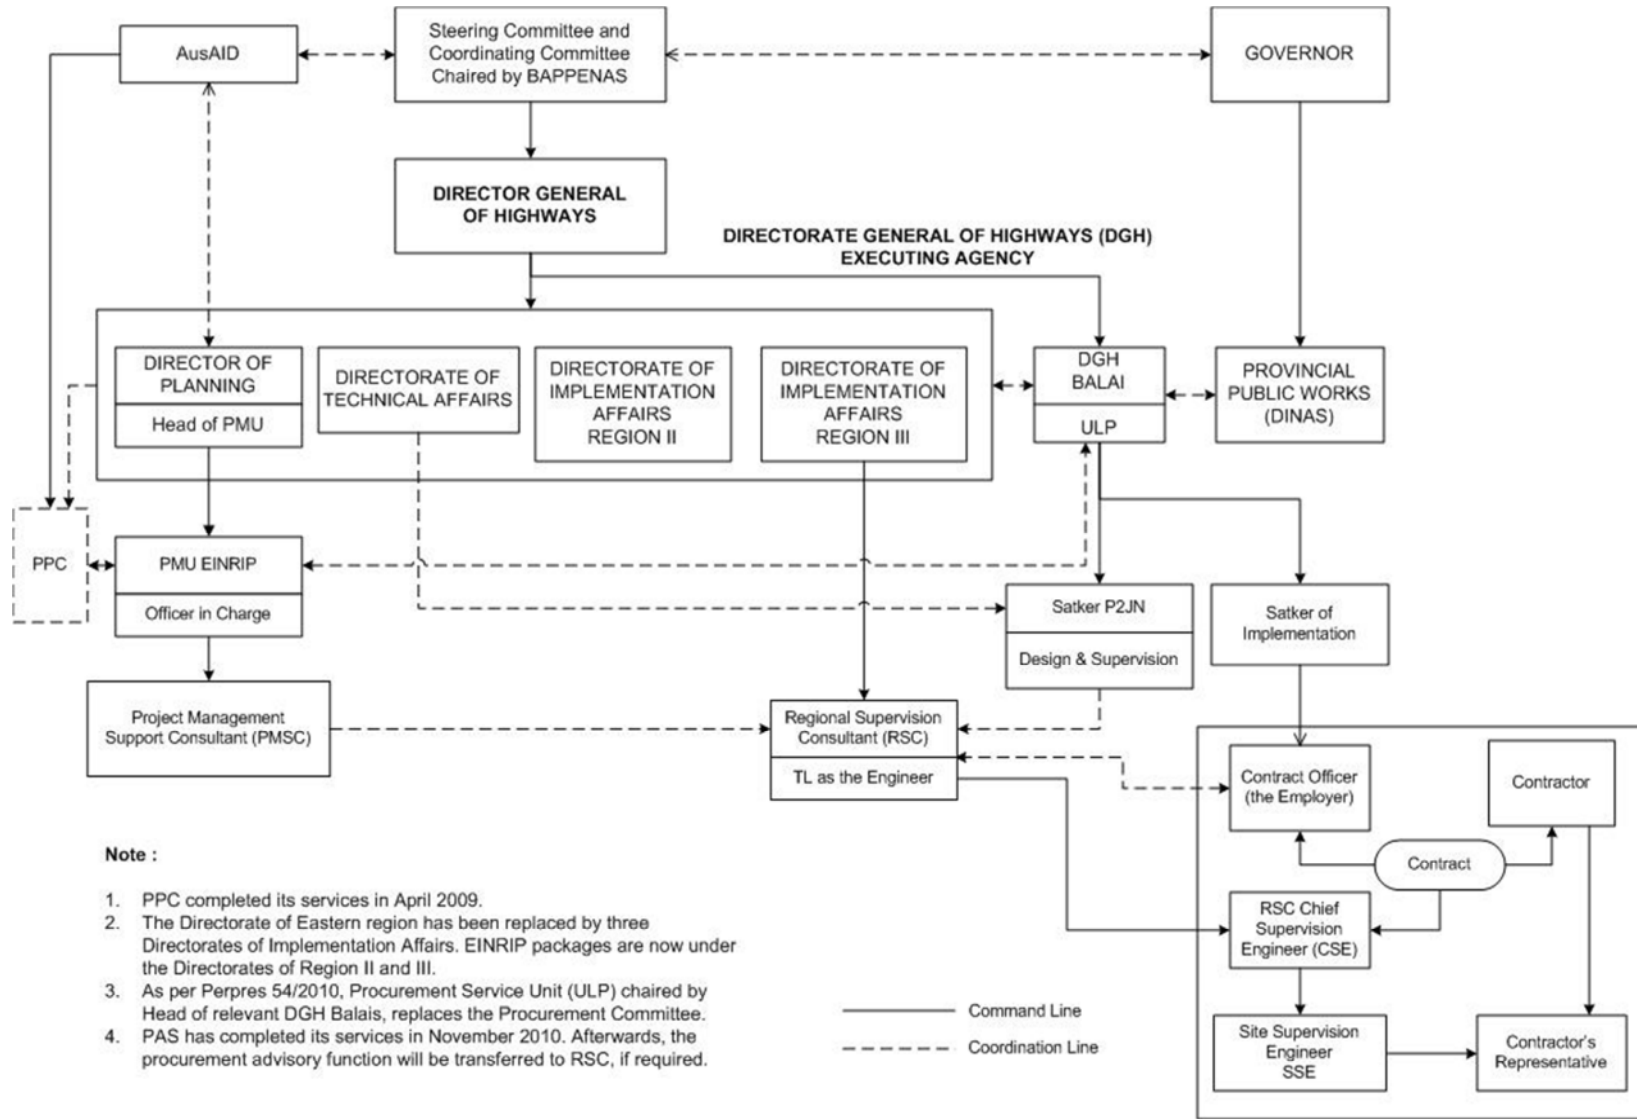 AusAID
Steering Committee and
Coordinating Committee
Chaired by BAPPENAS
GOVERNOR
DIRECTOR GENERAL
OF HIGHWAYS
DIRECTORATE GENERAL OF HIGHWAYS (DGH)
EXECUTING AGENCY
DIRECTOR OF
PLANNING
Head of PMU
DIRECTORATE OF
TECHNICAL AFFAIRS
DIRECTORATE OF
IMPLEMENTATION
AFFAIRS
REGION II
DIRECTORATE OF
IMPLEMENTATION
AFFAIRS
REGION III
DGH
BALAI
ULP
PROVINCIAL
PUBLIC WORKS
(DINAS)
PPC
PMU EINRIP
Officer in Charge
Satker P2JN
Design & Supervision
Satker of
Implementation
Project Management
Support Consultant (PMSC)
Regional Supervision
Consultant (RSC)
TL as the Engineer
Contract Officer
(the Employer)
Contractor
Contract
RSC Chief
Supervision
Engineer (CSE)
Site Supervision
Engineer
SSE
Contractor's
Representative
Note :
1. PPC completed its services in April 2009.
2. The Directorate of Eastern region has been replaced by three
Directorates of Implementation Affairs. EINRIP packages are now under
the Directorates of Region II and III.
3. As per Perpres 54/2010, Procurement Service Unit (ULP) chaired by
Head of relevant DGH Balais, replaces the Procurement Committee.
4. PAS has completed its services in November 2010. Afterwards, the
procurement advisory function will be transferred to RSC, if required.
Command Line
Coordination Line